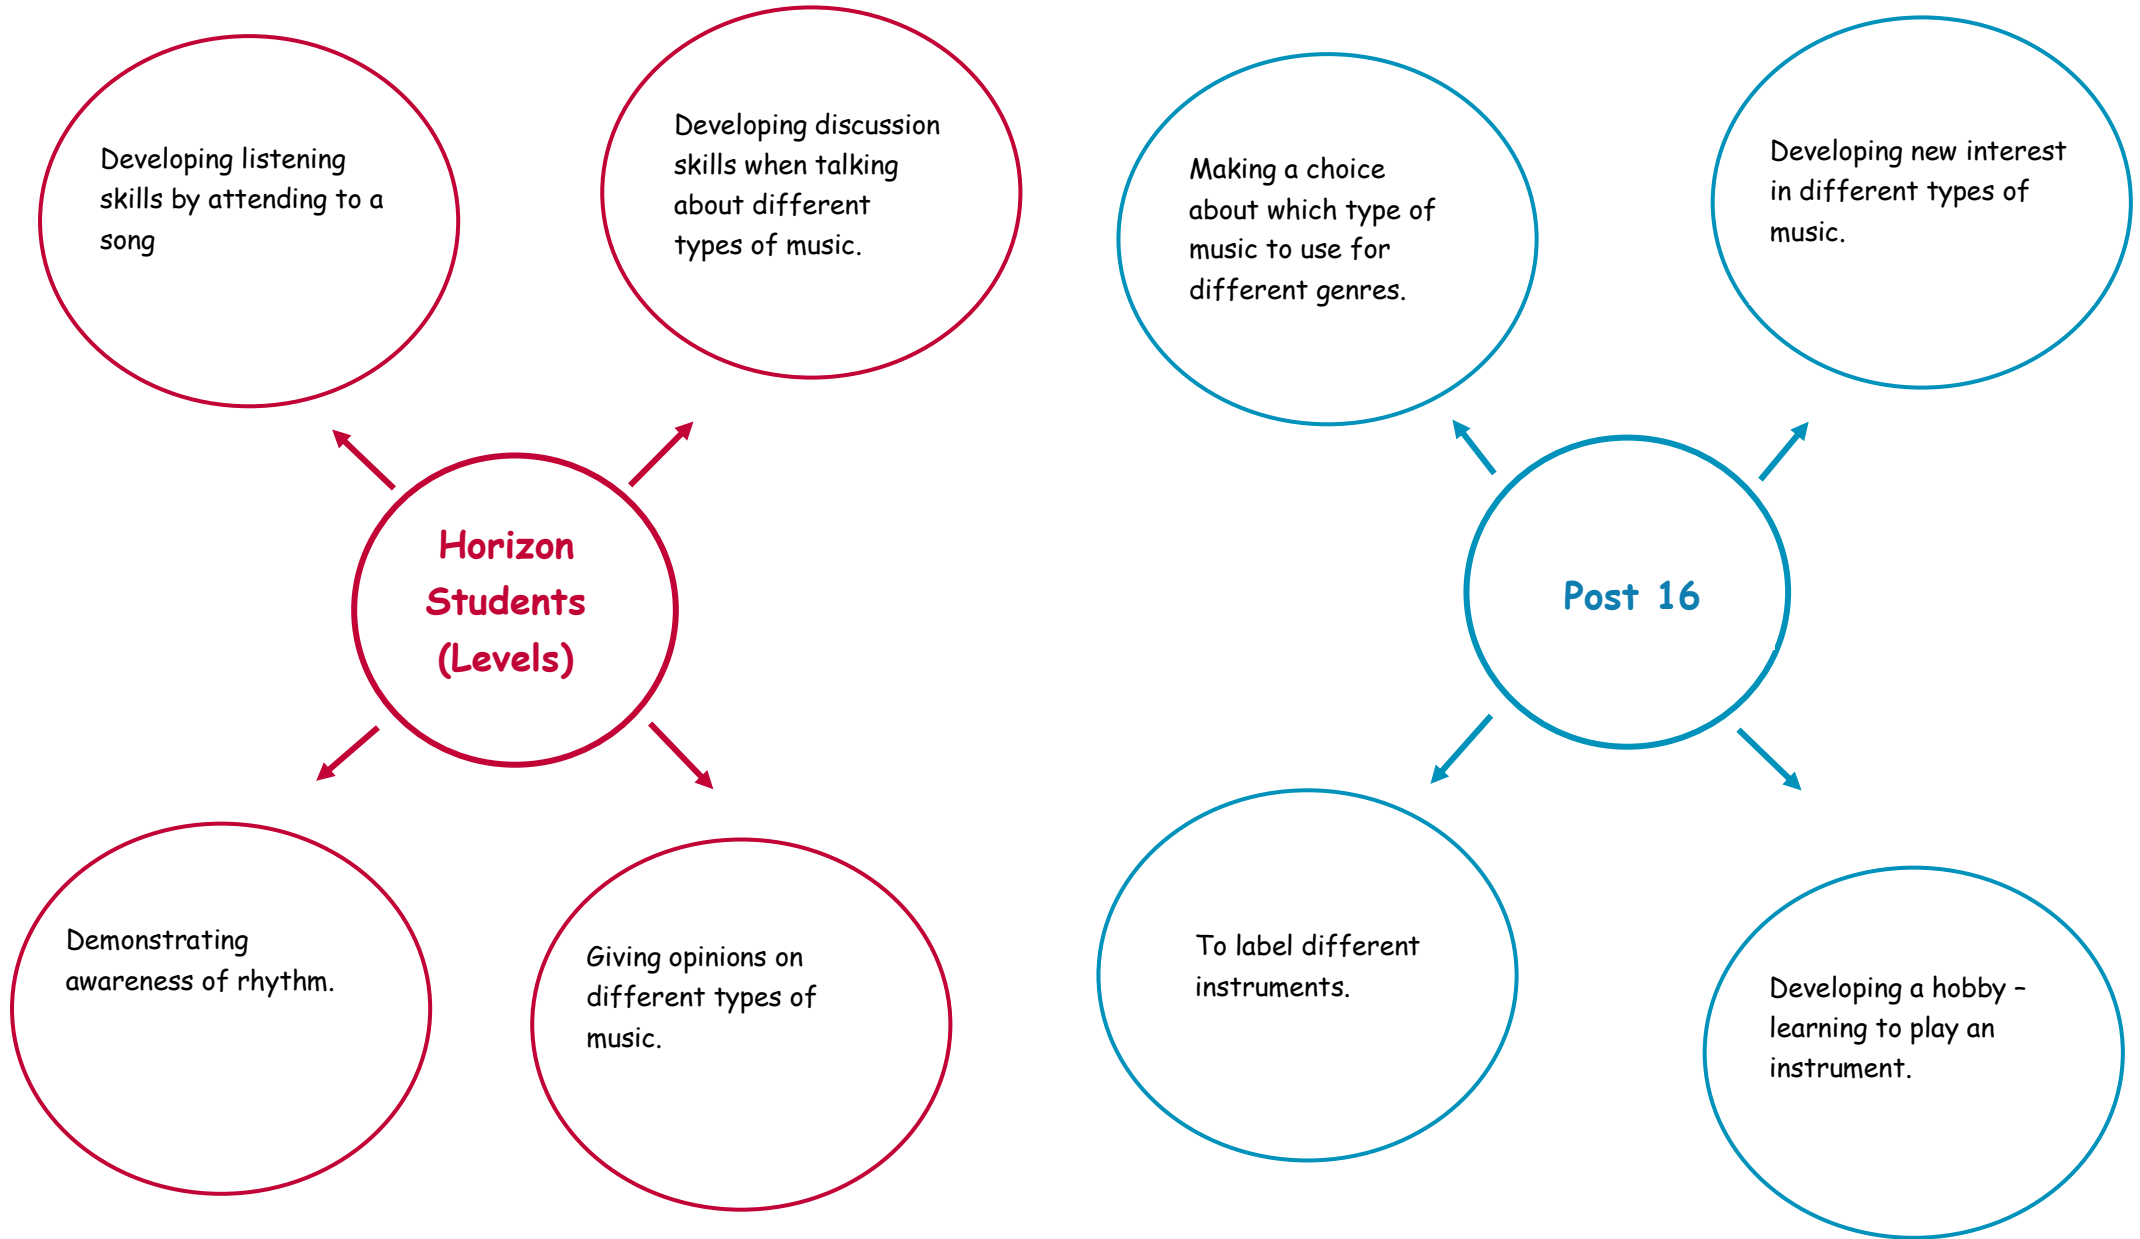 Developing listening
skills by attending to a
song
Developing discussion
skills when talking
about different
types of music.
Horizon
Students
(Levels)
Demonstrating
awareness of rhythm.
Giving opinions on
different types of
music.
Making a choice
about which type of
music to use for
different genres.
Developing new interest
in different types of
music.
Post 16
To label different
instruments.
Developing a hobby –
learning to play an
instrument.